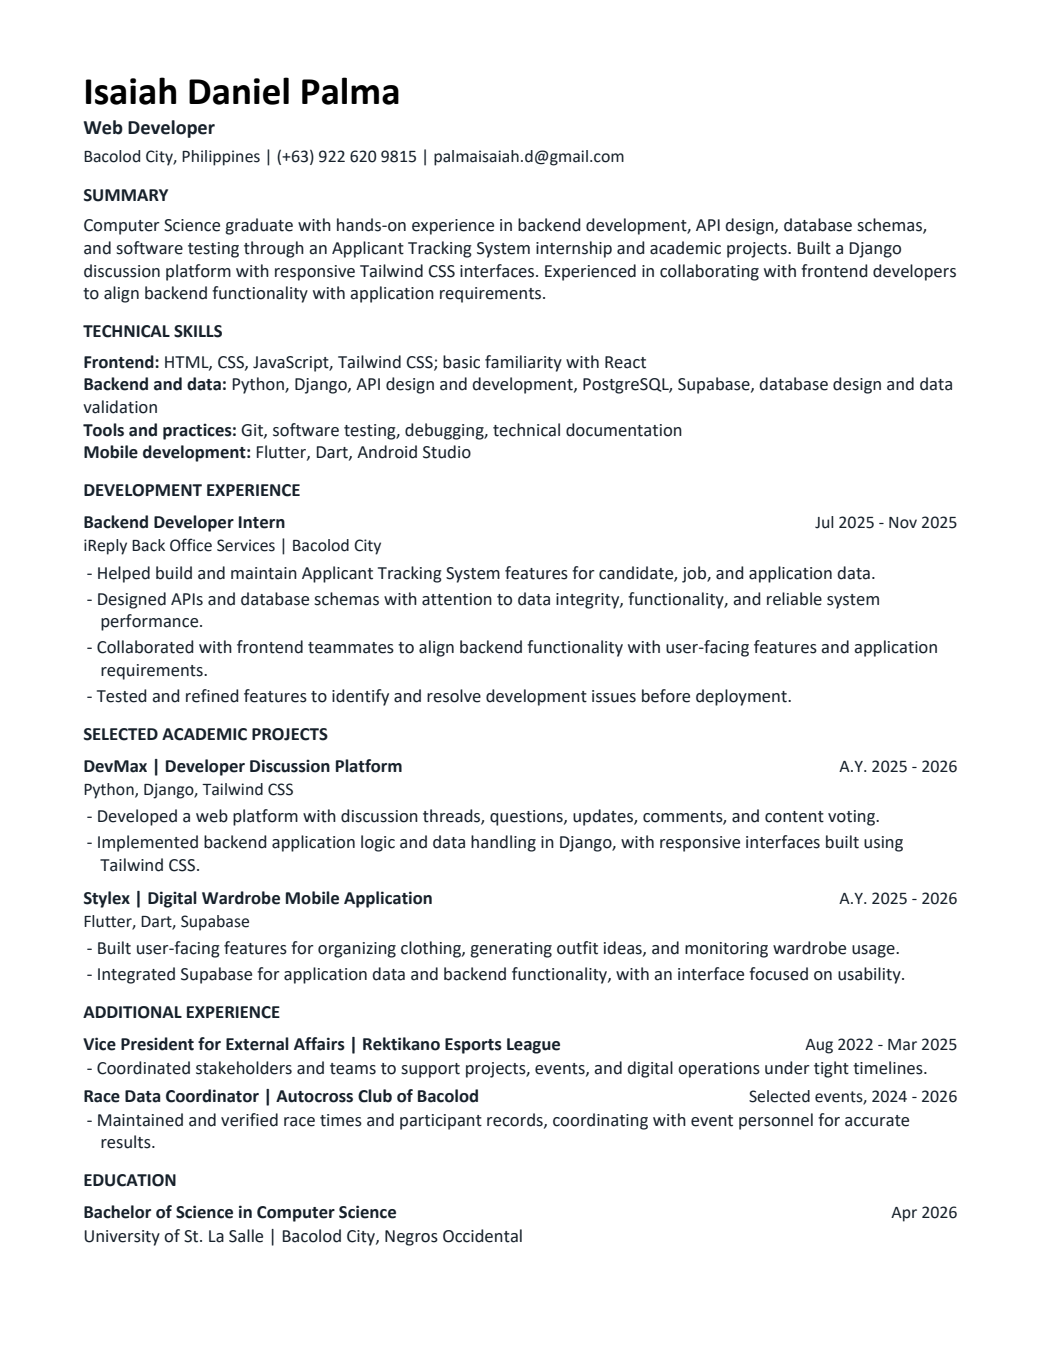 Isaiah Daniel Palma
Web Developer
Bacolod City, Philippines | (+63) 922 620 9815 | palmaisaiah.d@gmail.com
SUMMARY
Computer Science graduate with hands-on experience in backend development, API design, database schemas,
and software testing through an Applicant Tracking System internship and academic projects. Built a Django
discussion platform with responsive Tailwind CSS interfaces. Experienced in collaborating with frontend developers
to align backend functionality with application requirements.
TECHNICAL SKILLS
Frontend: HTML, CSS, JavaScript, Tailwind CSS; basic familiarity with React
Backend and data: Python, Django, API design and development, PostgreSQL, Supabase, database design and data
validation
Tools and practices: Git, software testing, debugging, technical documentation
Mobile development: Flutter, Dart, Android Studio
DEVELOPMENT EXPERIENCE
Backend Developer Intern Jul 2025 - Nov 2025
iReply Back Office Services | Bacolod City
- Helped build and maintain Applicant Tracking System features for candidate, job, and application data.
- Designed APIs and database schemas with attention to data integrity, functionality, and reliable system
performance.
- Collaborated with frontend teammates to align backend functionality with user-facing features and application
requirements.
- Tested and refined features to identify and resolve development issues before deployment.
SELECTED ACADEMIC PROJECTS
DevMax | Developer Discussion Platform A.Y. 2025 - 2026
Python, Django, Tailwind CSS
- Developed a web platform with discussion threads, questions, updates, comments, and content voting.
- Implemented backend application logic and data handling in Django, with responsive interfaces built using
Tailwind CSS.
Stylex | Digital Wardrobe Mobile Application A.Y. 2025 - 2026
Flutter, Dart, Supabase
- Built user-facing features for organizing clothing, generating outfit ideas, and monitoring wardrobe usage.
- Integrated Supabase for application data and backend functionality, with an interface focused on usability.
ADDITIONAL EXPERIENCE
Vice President for External Affairs | Rektikano Esports League Aug 2022 - Mar 2025
- Coordinated stakeholders and teams to support projects, events, and digital operations under tight timelines.
Race Data Coordinator | Autocross Club of Bacolod Selected events, 2024 - 2026
- Maintained and verified race times and participant records, coordinating with event personnel for accurate
results.
EDUCATION
Bachelor of Science in Computer Science Apr 2026
University of St. La Salle | Bacolod City, Negros Occidental